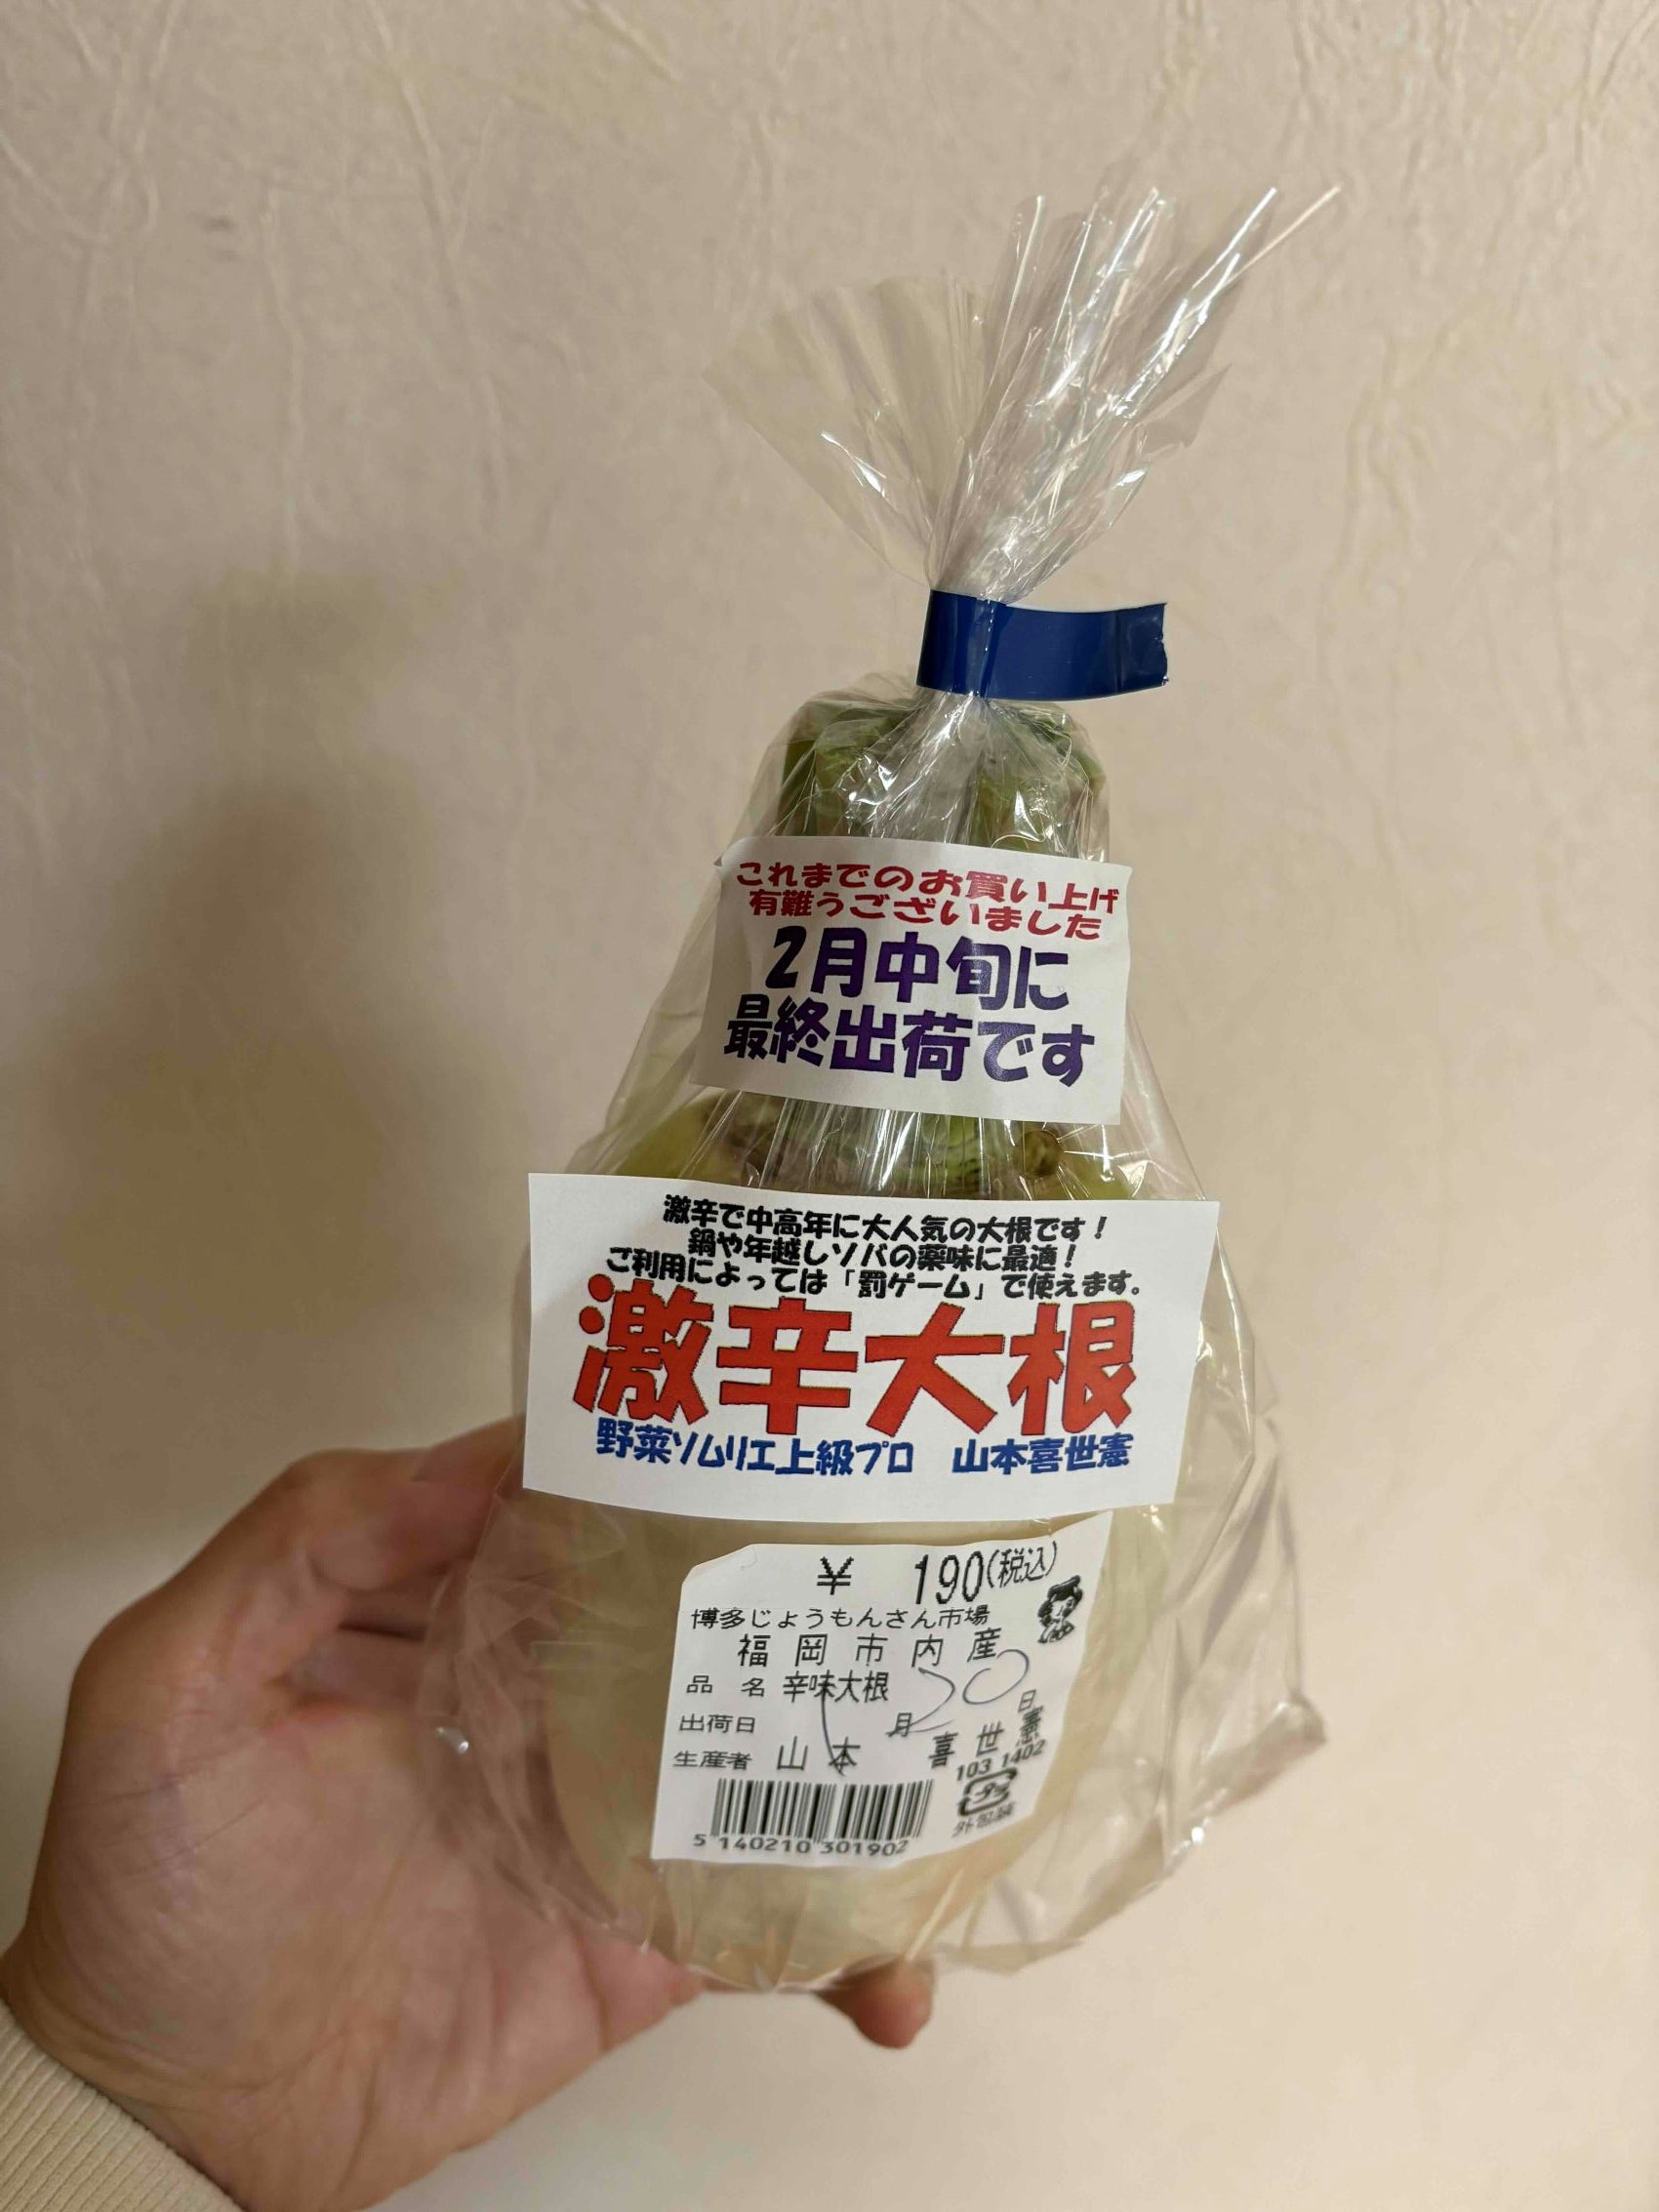 これまでのお買い上げ
有難うございました
2月中旬に
最終出荷です
激辛で中高年に大人気の大根です！
鍋や年越しソバの薬味に最適！
ご利用によっては「罰ゲーム」で使えます。
激辛大根
野菜ソムリエ上級プロ 山本喜世憲
¥ 190(税込)
博多じょうもんさん市場
福岡市内産
品名 辛味大根
出荷日 1月30日
生産者 山本 喜世憲
103 1402
プラ
外包装
5 140210 301902